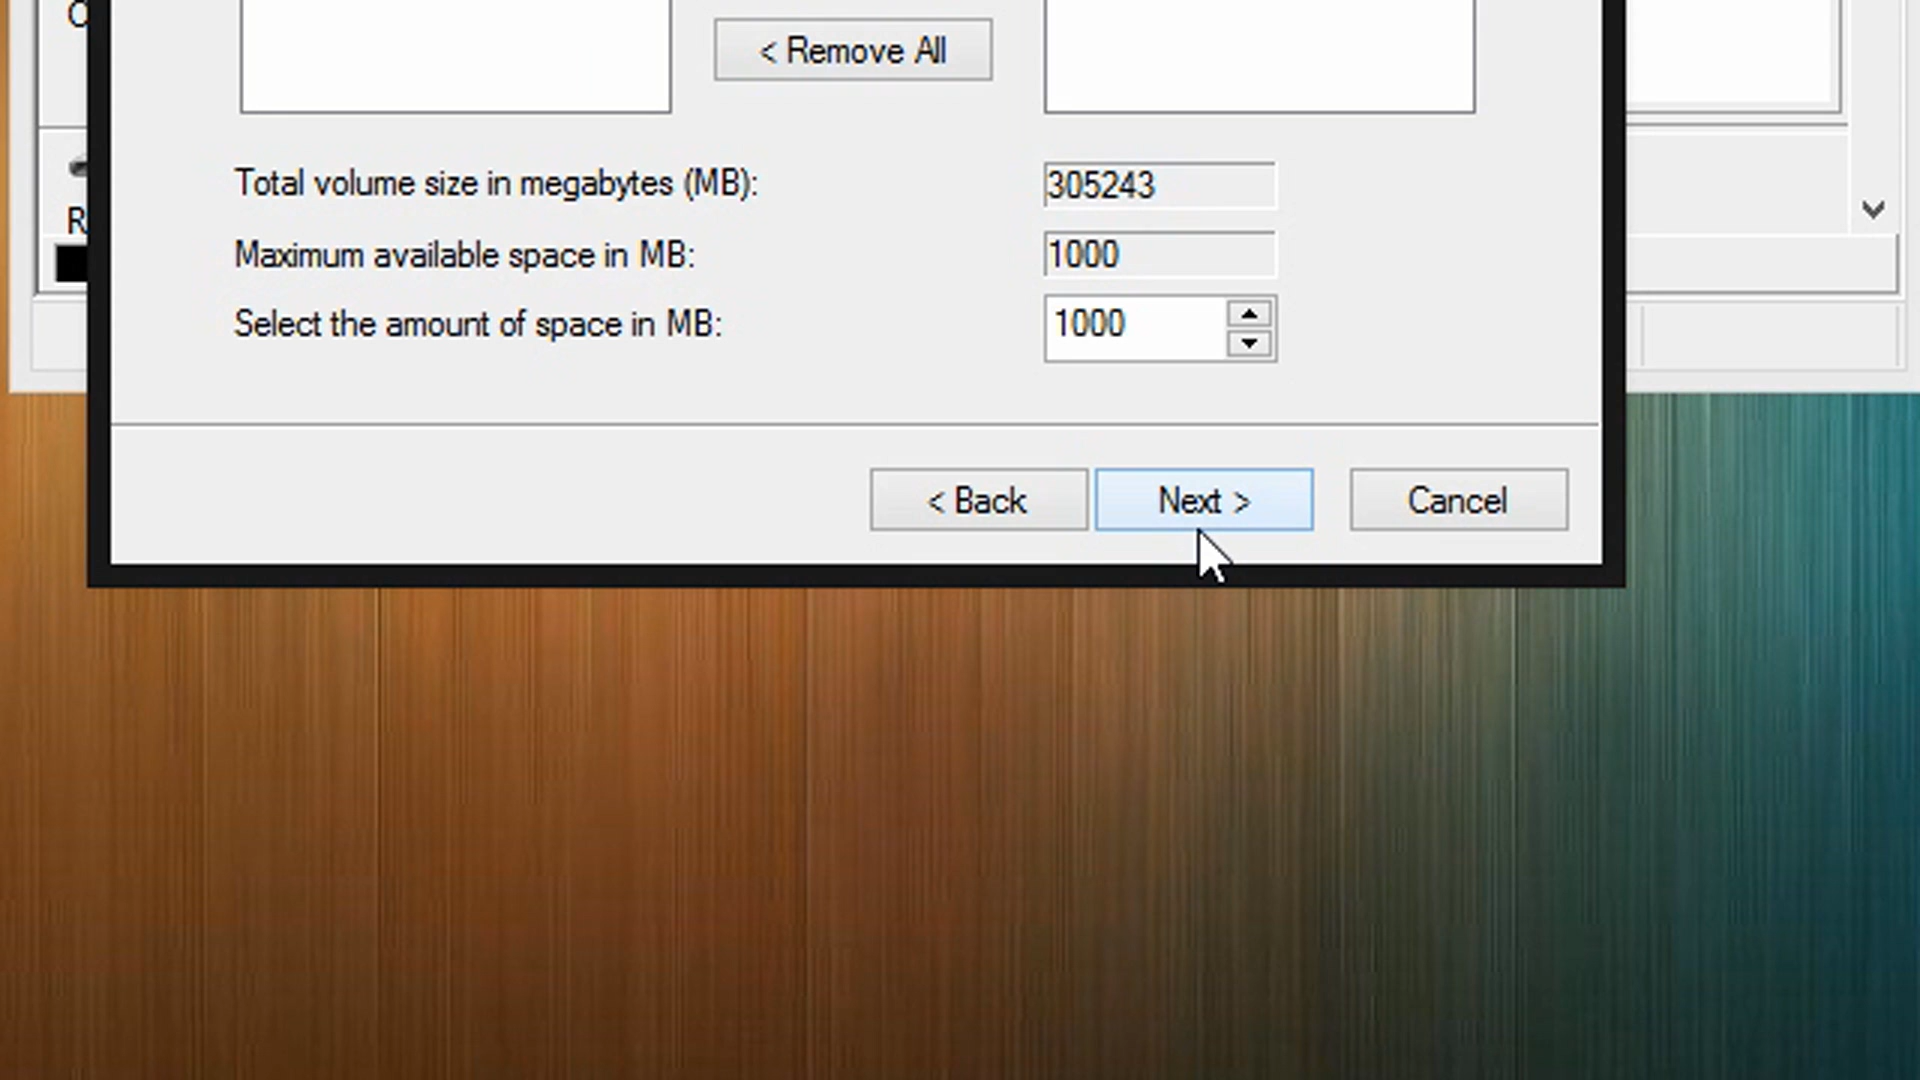 < Remove All
Total volume size in megabytes (MB):
305243
Maximum available space in MB:
1000
Select the amount of space in MB:
1000
< Back
Next >
Cancel